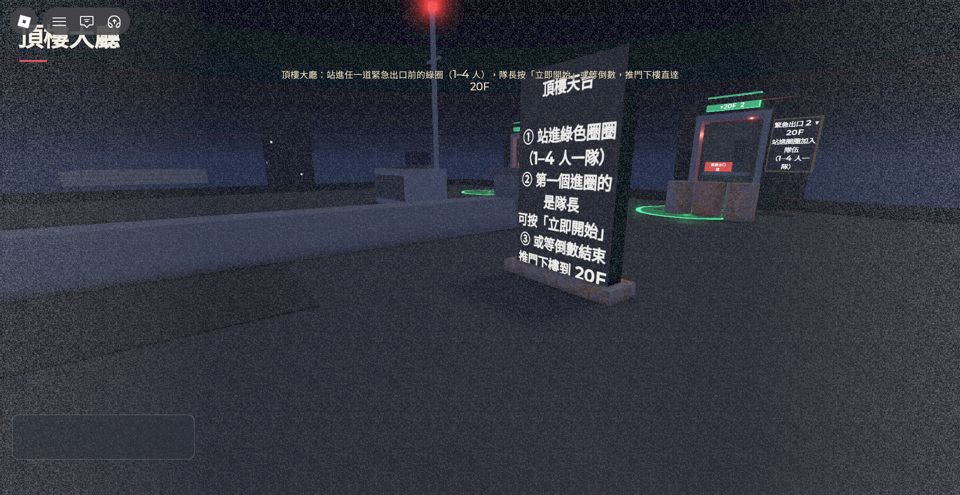 頂樓大廳
頂樓大廳：站進任一道緊急出口前的綠圈（1–4 人），隊長按「立即開始」或等倒數，推門下樓直達
20F
頂樓天台
① 站進綠色圈圈
（1–4 人一隊）
② 第一個進圈的
是隊長
可按「立即開始」
③ 或等倒數結束
推門下樓到 20F
20F 2
緊急出口 2
20F
站進圈圈加入
隊伍
（1–4 人一
隊）